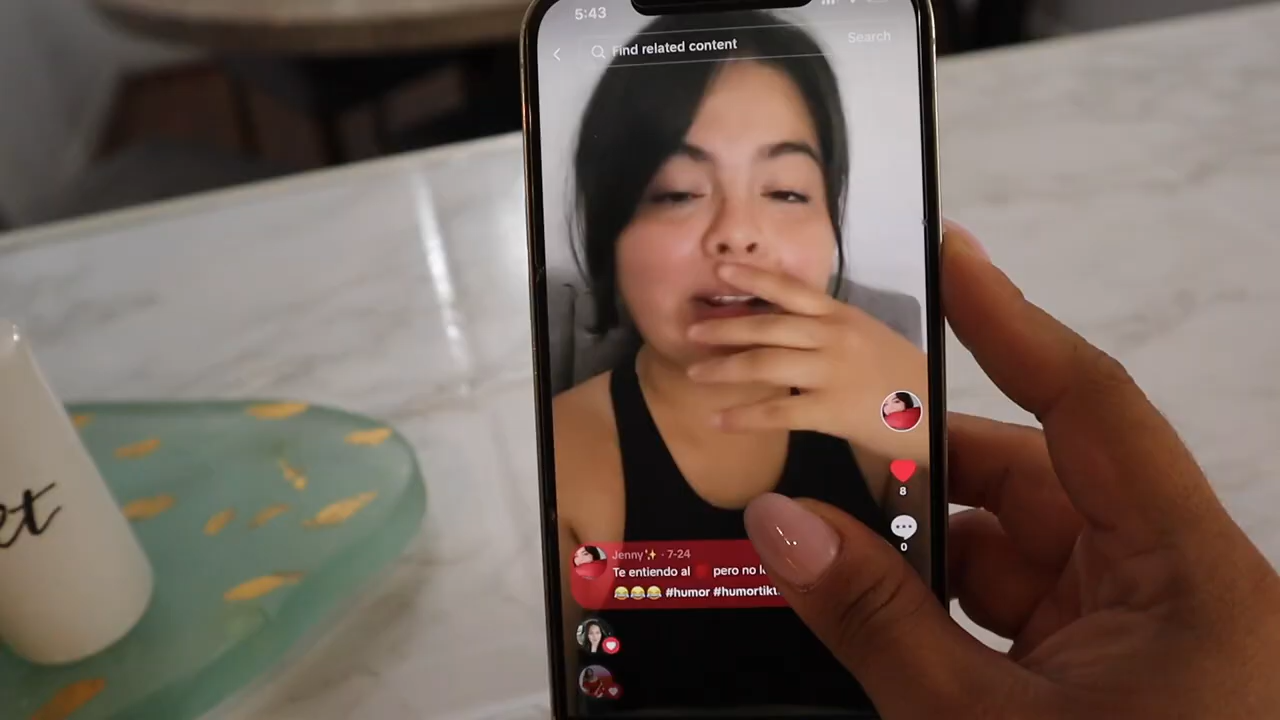 5:43
Find related content
Search
8
0
Jenny✨ · 7-24
Te entiendo al 🔴 pero no l
😂😂😂 #humor #humortikt
et